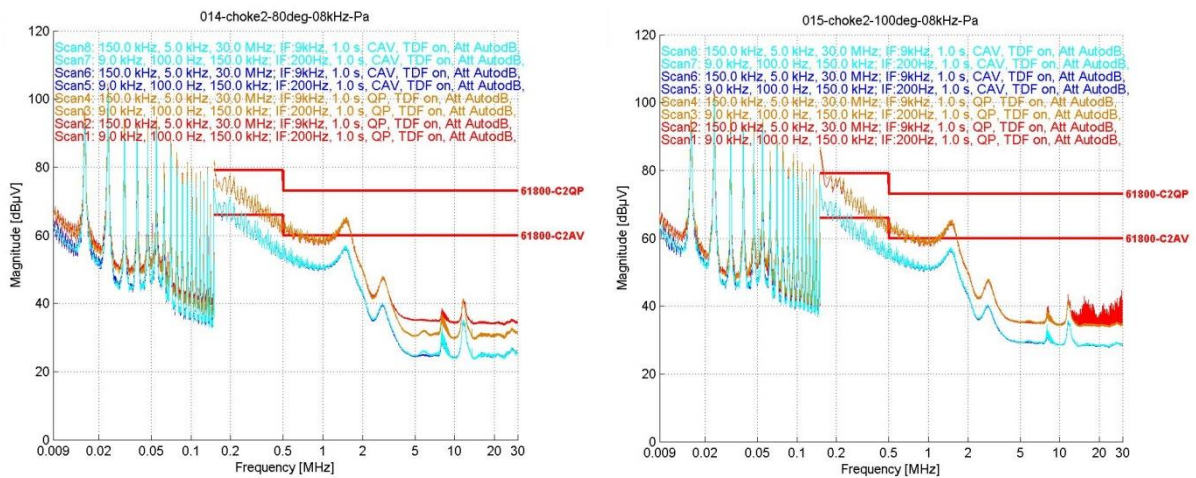 014-choke2-80deg-08kHz-Pa
120
100
80
60
40
20
0
Magnitude [dBµV]
Scan8: 150.0 kHz, 5.0 kHz, 30.0 MHz; IF:9kHz, 1.0 s, CAV, TDF on, Att AutodB,
Scan7: 9.0 kHz, 100.0 Hz, 150.0 kHz; IF:200Hz, 1.0 s, CAV, TDF on, Att AutodB,
Scan6: 150.0 kHz, 5.0 kHz, 30.0 MHz; IF:9kHz, 1.0 s, CAV, TDF on, Att AutodB,
Scan5: 9.0 kHz, 100.0 Hz, 150.0 kHz; IF:200Hz, 1.0 s, CAV, TDF on, Att AutodB,
Scan4: 150.0 kHz, 5.0 kHz, 30.0 MHz; IF:9kHz, 1.0 s, QP, TDF on, Att AutodB,
Scan3: 9.0 kHz, 100.0 Hz, 150.0 kHz; IF:200Hz, 1.0 s, QP, TDF on, Att AutodB,
Scan2: 150.0 kHz, 5.0 kHz, 30.0 MHz; IF:9kHz, 1.0 s, QP, TDF on, Att AutodB,
Scan1: 9.0 kHz, 100.0 Hz, 150.0 kHz; IF:200Hz, 1.0 s, QP, TDF on, Att AutodB,
61800-C2QP
61800-C2AV
0.009 0.02 0.05 0.1 0.2 0.5 1.0 2 5 10 20 30
Frequency [MHz]
015-choke2-100deg-08kHz-Pa
120
100
80
60
40
20
0
Magnitude [dBµV]
Scan8: 150.0 kHz, 5.0 kHz, 30.0 MHz; IF:9kHz, 1.0 s, CAV, TDF on, Att AutodB,
Scan7: 9.0 kHz, 100.0 Hz, 150.0 kHz; IF:200Hz, 1.0 s, CAV, TDF on, Att AutodB,
Scan6: 150.0 kHz, 5.0 kHz, 30.0 MHz; IF:9kHz, 1.0 s, CAV, TDF on, Att AutodB,
Scan5: 9.0 kHz, 100.0 Hz, 150.0 kHz; IF:200Hz, 1.0 s, CAV, TDF on, Att AutodB,
Scan4: 150.0 kHz, 5.0 kHz, 30.0 MHz; IF:9kHz, 1.0 s, QP, TDF on, Att AutodB,
Scan3: 9.0 kHz, 100.0 Hz, 150.0 kHz; IF:200Hz, 1.0 s, QP, TDF on, Att AutodB,
Scan2: 150.0 kHz, 5.0 kHz, 30.0 MHz; IF:9kHz, 1.0 s, QP, TDF on, Att AutodB,
Scan1: 9.0 kHz, 100.0 Hz, 150.0 kHz; IF:200Hz, 1.0 s, QP, TDF on, Att AutodB,
61800-C2QP
61800-C2AV
0.009 0.02 0.05 0.1 0.2 0.5 1.0 2 5 10 20 30
Frequency [MHz]